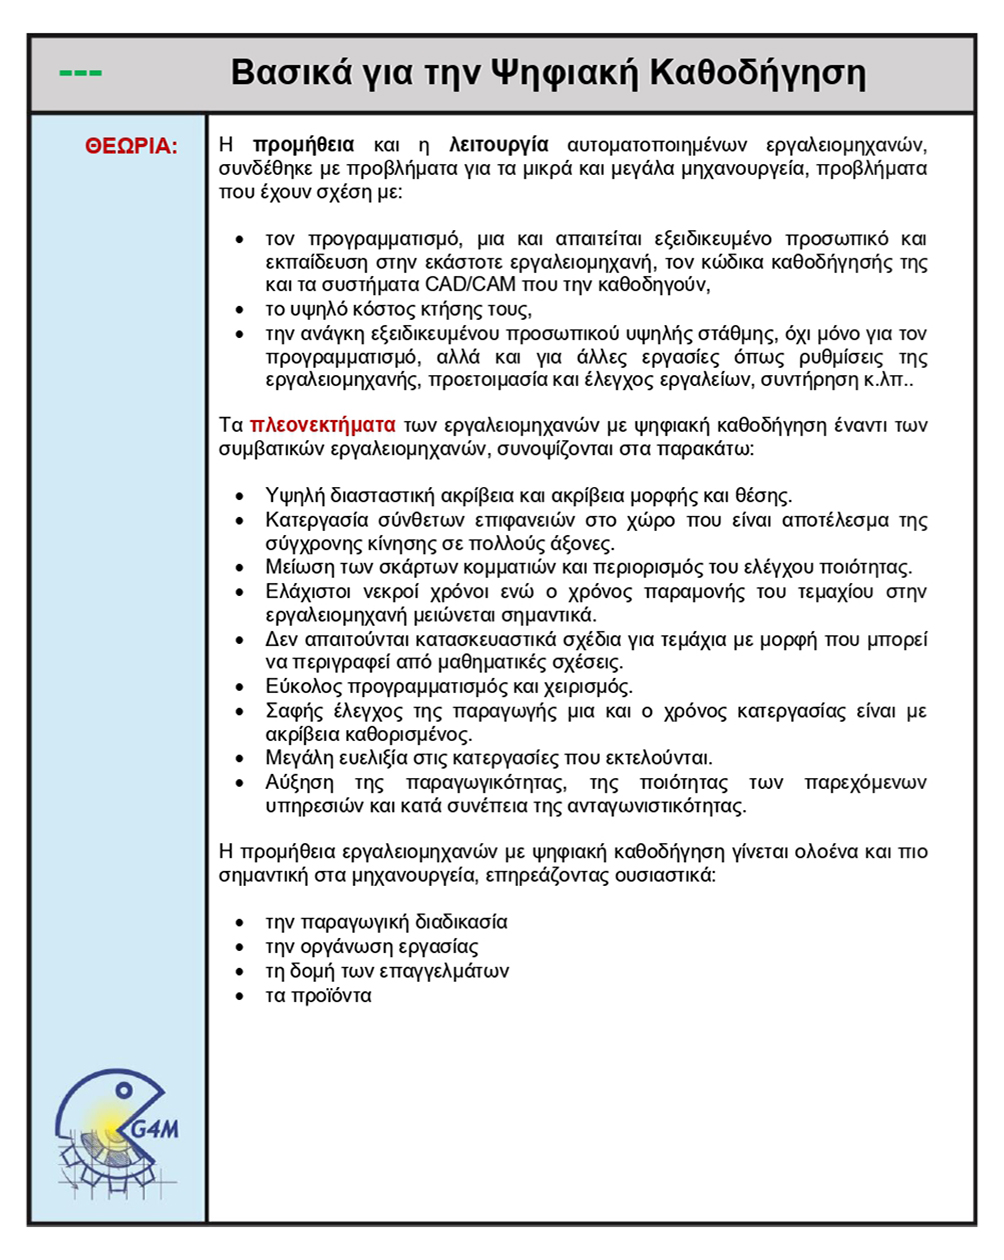 ---
Βασικά για την Ψηφιακή Καθοδήγηση
ΘΕΩΡΙΑ:
Η προμήθεια και η λειτουργία αυτοματοποιημένων εργαλειομηχανών,
συνδέθηκε με προβλήματα για τα μικρά και μεγάλα μηχανουργεία, προβλήματα
που έχουν σχέση με:
• τον προγραμματισμό, μια και απαιτείται εξειδικευμένο προσωπικό και
εκπαίδευση στην εκάστοτε εργαλειομηχανή, τον κώδικα καθοδήγησής της
και τα συστήματα CAD/CAM που την καθοδηγούν,
• το υψηλό κόστος κτήσης τους,
• την ανάγκη εξειδικευμένου προσωπικού υψηλής στάθμης, όχι μόνο για τον
προγραμματισμό, αλλά και για άλλες εργασίες όπως ρυθμίσεις της
εργαλειομηχανής, προετοιμασία και έλεγχος εργαλείων, συντήρηση κ.λπ..
Τα πλεονεκτήματα των εργαλειομηχανών με ψηφιακή καθοδήγηση έναντι των
συμβατικών εργαλειομηχανών, συνοψίζονται στα παρακάτω:
• Υψηλή διασταστική ακρίβεια και ακρίβεια μορφής και θέσης.
• Κατεργασία σύνθετων επιφανειών στο χώρο που είναι αποτέλεσμα της
σύγχρονης κίνησης σε πολλούς άξονες.
• Μείωση των σκάρτων κομματιών και περιορισμός του ελέγχου ποιότητας.
• Ελάχιστοι νεκροί χρόνοι ενώ ο χρόνος παραμονής του τεμαχίου στην
εργαλειομηχανή μειώνεται σημαντικά.
• Δεν απαιτούνται κατασκευαστικά σχέδια για τεμάχια με μορφή που μπορεί
να περιγραφεί από μαθηματικές σχέσεις.
• Εύκολος προγραμματισμός και χειρισμός.
• Σαφής έλεγχος της παραγωγής μια και ο χρόνος κατεργασίας είναι με
ακρίβεια καθορισμένος.
• Μεγάλη ευελιξία στις κατεργασίες που εκτελούνται.
• Αύξηση της παραγωγικότητας, της ποιότητας των παρεχόμενων
υπηρεσιών και κατά συνέπεια της ανταγωνιστικότητας.
Η προμήθεια εργαλειομηχανών με ψηφιακή καθοδήγηση γίνεται ολοένα και πιο
σημαντική στα μηχανουργεία, επηρεάζοντας ουσιαστικά:
• την παραγωγική διαδικασία
• την οργάνωση εργασίας
• τη δομή των επαγγελμάτων
• τα προϊόντα
G4M